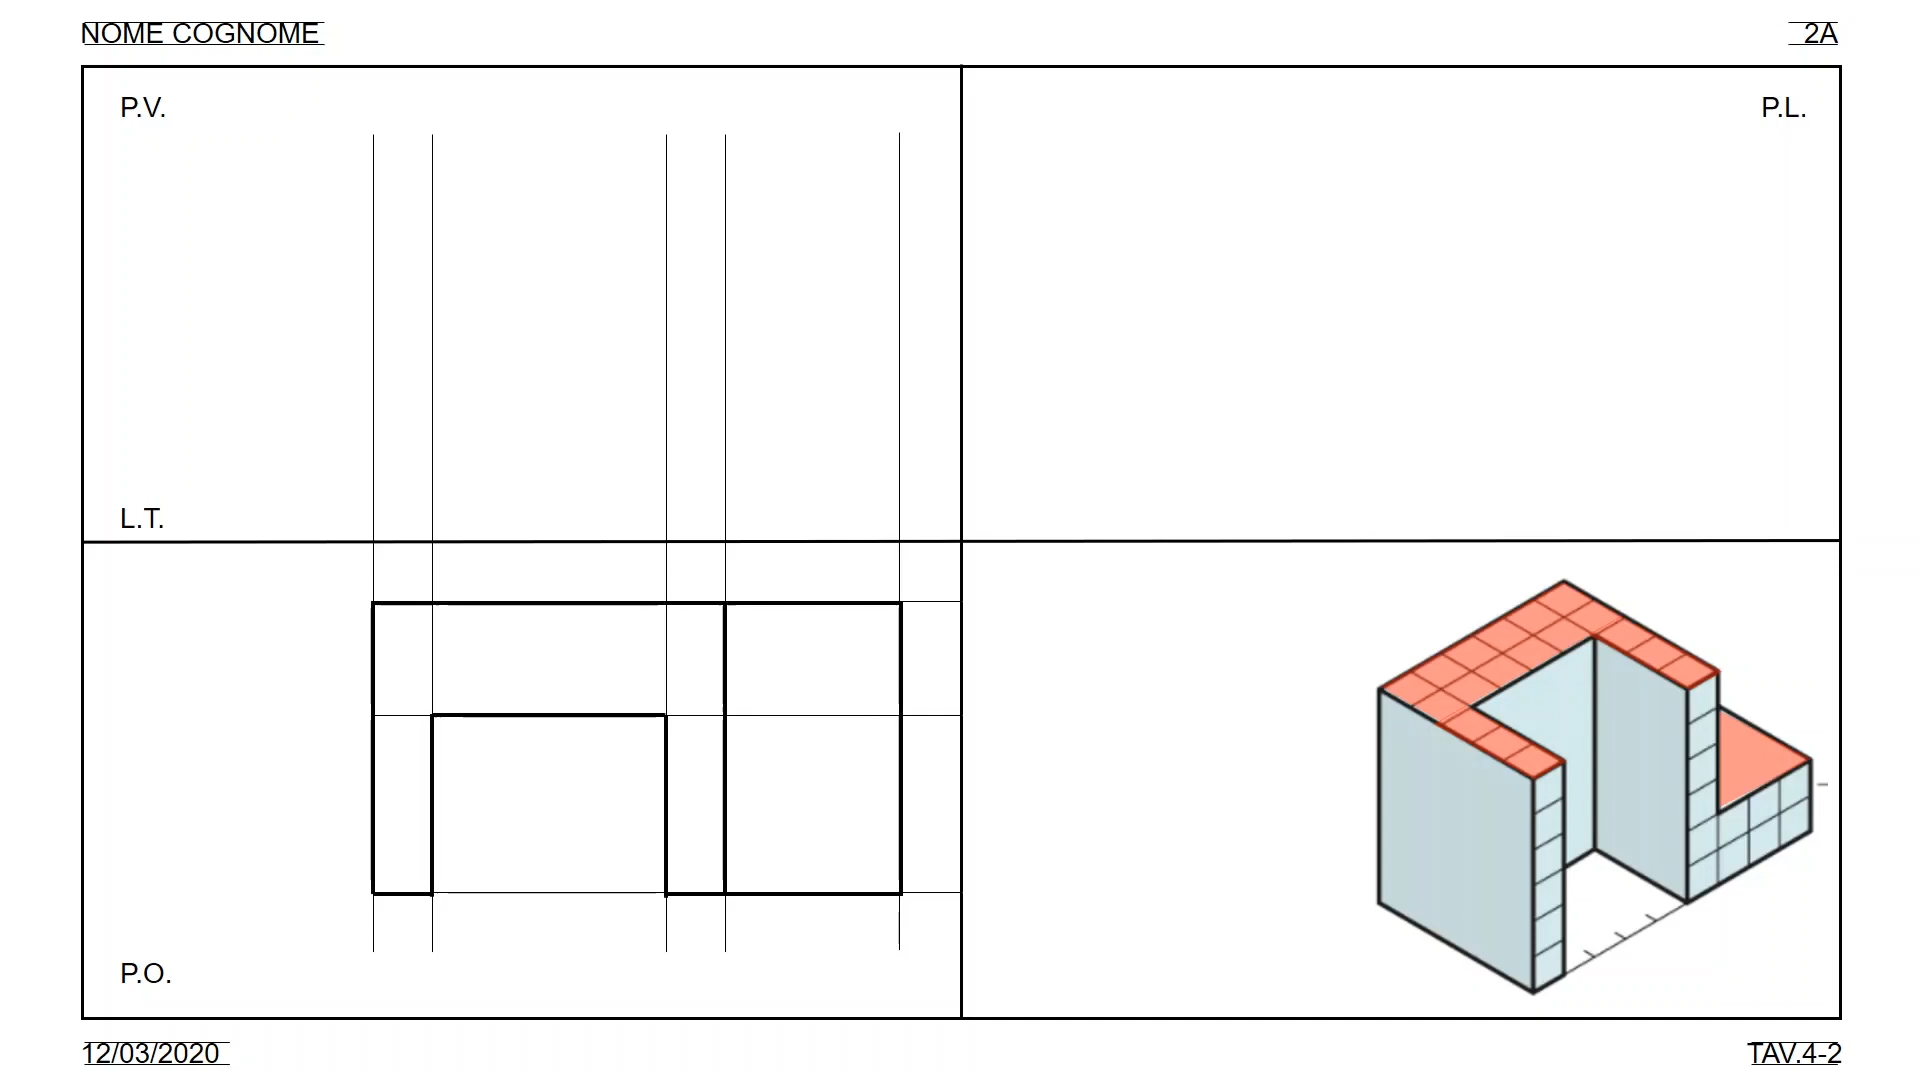 NOME COGNOME
2A
P.V.
P.L.
L.T.
P.O.
12/03/2020
TAV.4-2